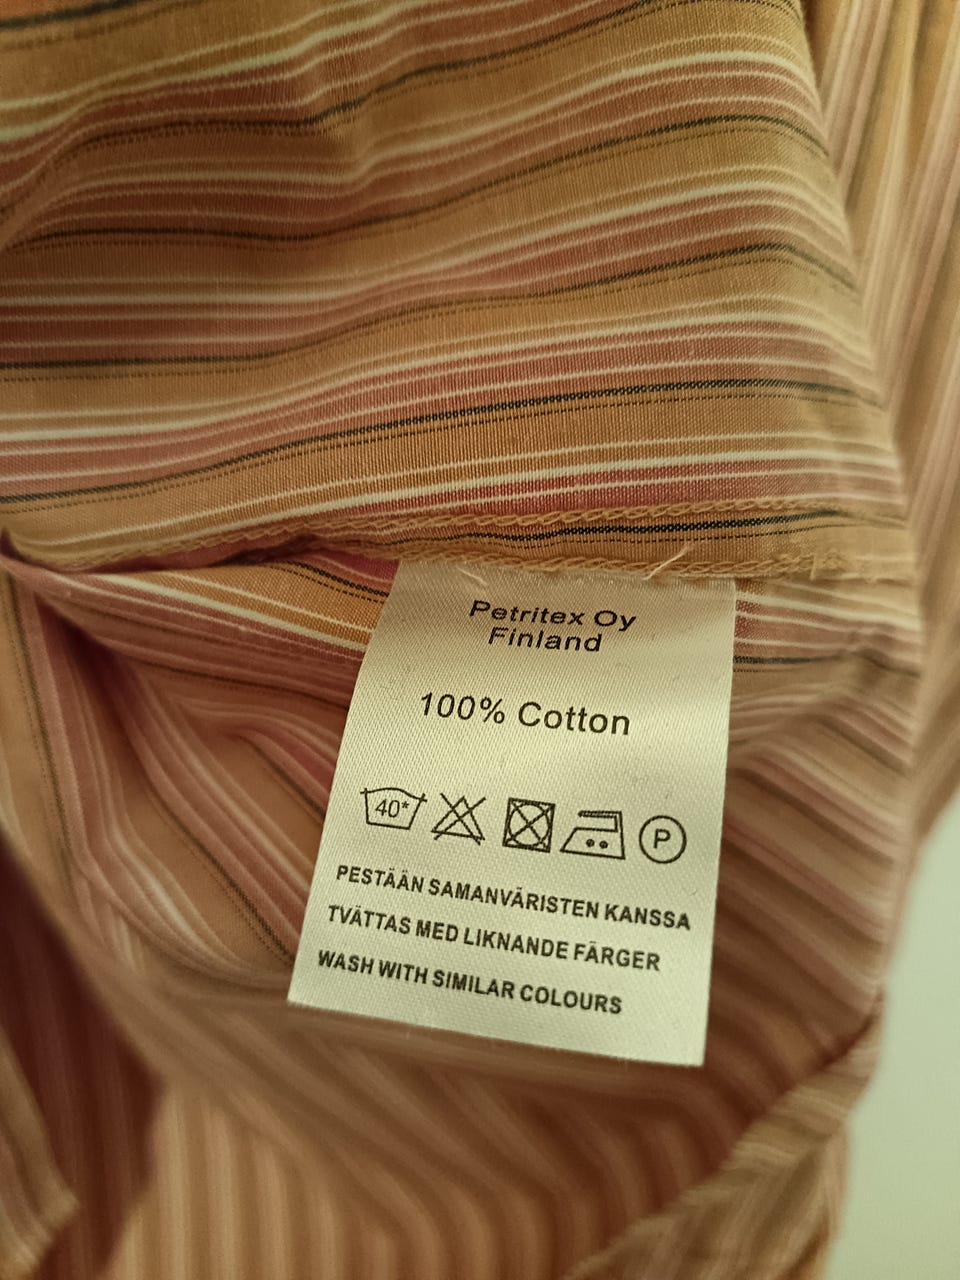 Petritex Oy
Finland
100% Cotton
40* P
PESTÄÄN SAMANVÄRISTEN KANSSA
TVÄTTAS MED LIKNANDE FÄRGER
WASH WITH SIMILAR COLOURS